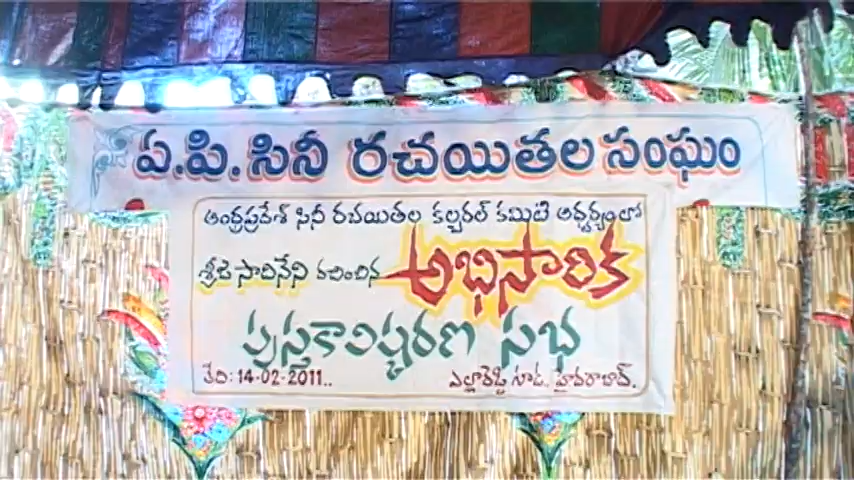 ఏ.పి. సినీ రచయితల సంఘం
ఆంధ్రప్రదేశ్ సినీ రచయితల కల్చరల్ కమిటి ఆధ్వర్యంలో
శ్రీజ సాదినేని రచించిన అభిసారిక
పుస్తకావిష్కరణ సభ
తేది: 14-02-2011..
ఎల్లారెడ్డి గూడ, హైదరాబాద్.